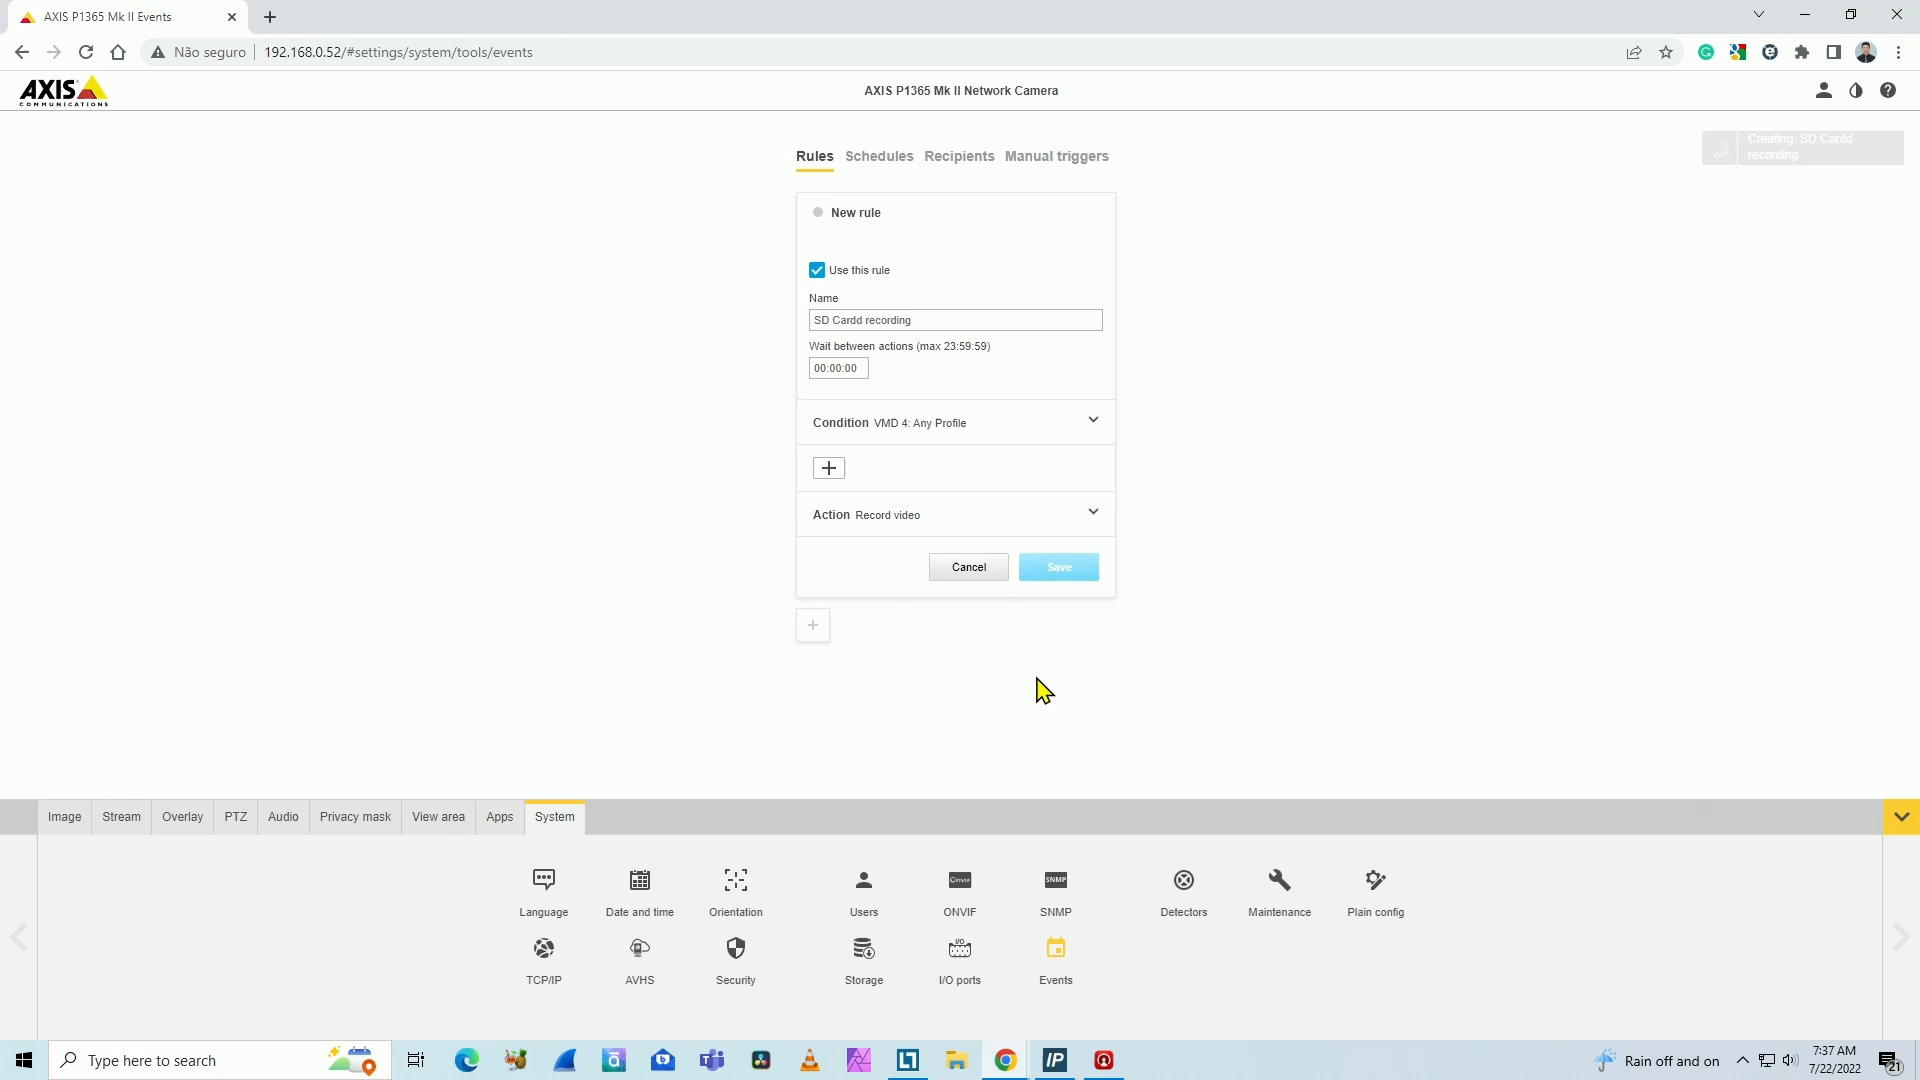 AXIS P1365 Mk II Events
Não seguro
192.168.0.52/#settings/system/tools/events
AXIS
COMMUNICATIONS
AXIS P1365 Mk II Network Camera
Creating: SD Cardd
recording
Rules
Schedules
Recipients
Manual triggers
New rule
Use this rule
Name
SD Cardd recording
Wait between actions (max 23:59:59)
00:00:00
Condition VMD 4: Any Profile
Action Record video
Cancel
Save
Image
Stream
Overlay
PTZ
Audio
Privacy mask
View area
Apps
System
Language
Date and time
Orientation
Users
ONVIF
SNMP
SNMP
Detectors
Maintenance
Plain config
I/O
TCP/IP
AVHS
Security
Storage
I/O ports
Events
Type here to search
IP
Rain off and on
7:37 AM
7/22/2022
21